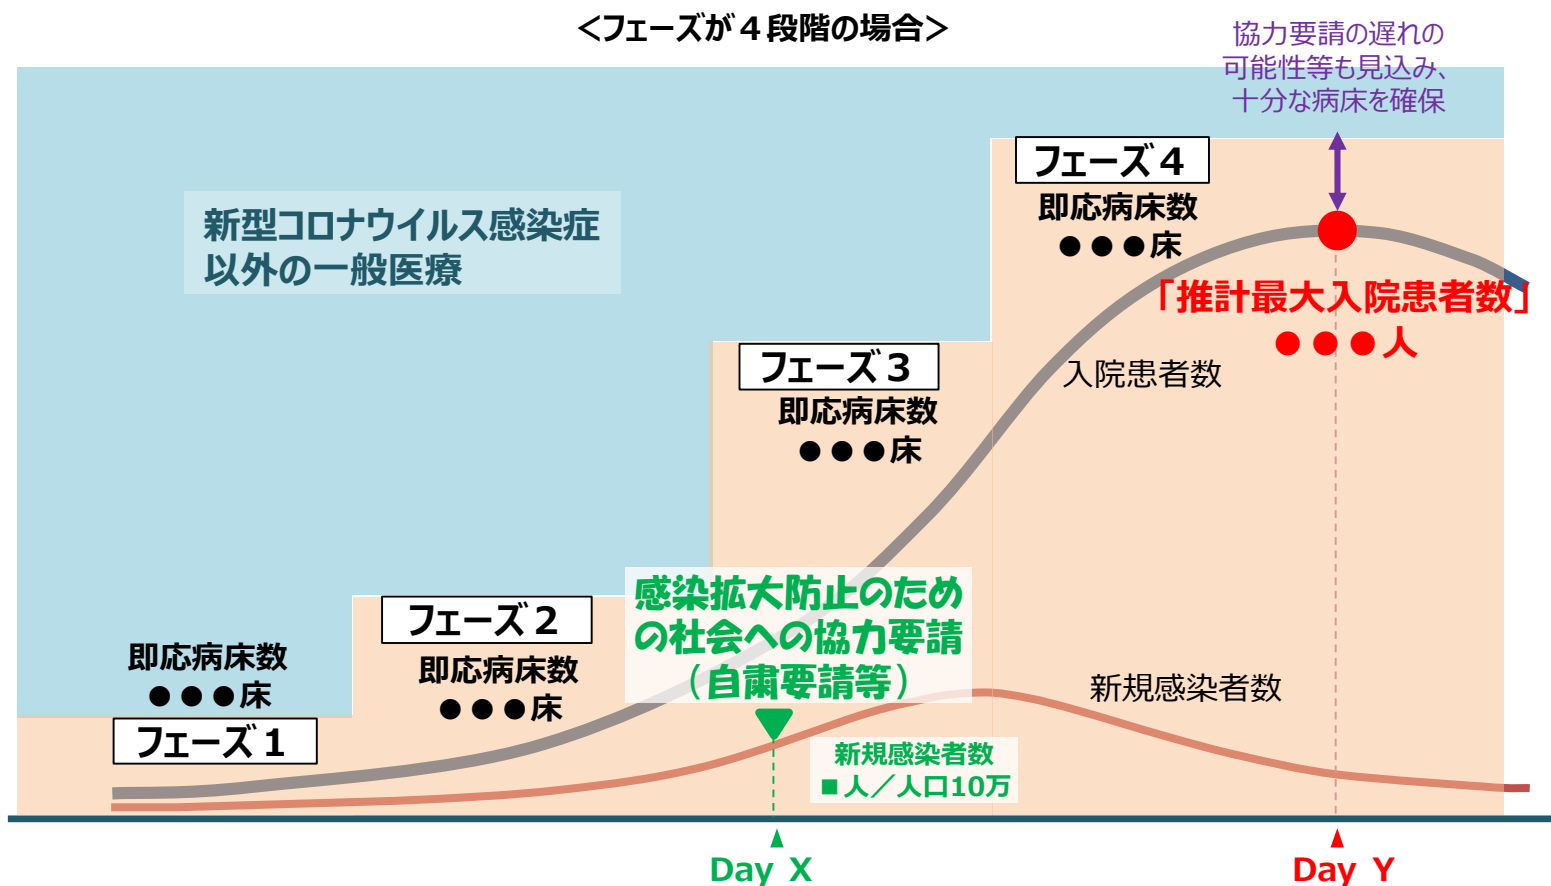 ＜フェーズが４段階の場合＞
協力要請の遅れの
可能性等も見込み、
十分な病床を確保
新型コロナウイルス感染症
以外の一般医療
フェーズ４
即応病床数
●●●床
「推計最大入院患者数」
●●●人
入院患者数
フェーズ３
即応病床数
●●●床
感染拡大防止のため
の社会への協力要請
（自粛要請等）
フェーズ２
即応病床数
●●●床
即応病床数
●●●床
フェーズ１
新規感染者数
新規感染者数
■人／人口10万
Day X
Day Y